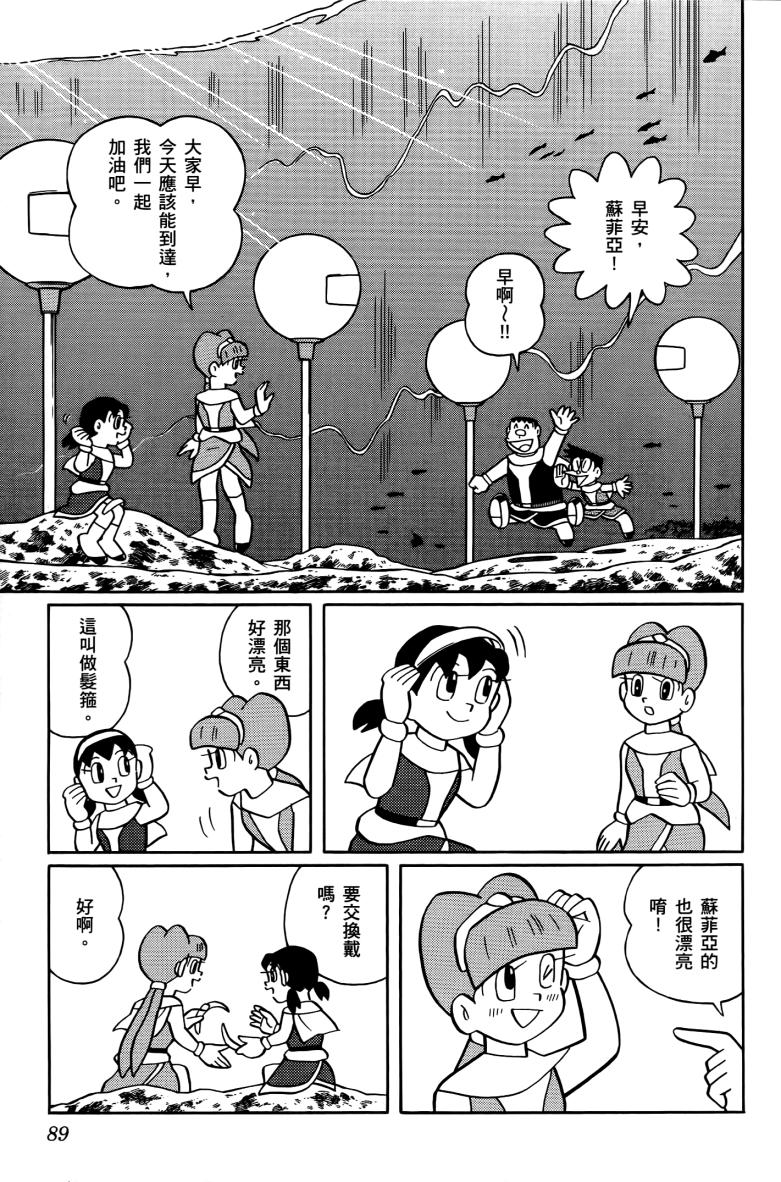 早安，
蘇菲亞！
早啊～!!
大家早，
今天應該能到達，
我們一起
加油吧。
那個東西
好漂亮。
這叫做髮箍。
蘇菲亞的
也很漂亮
唷！
要交換戴
嗎？
好啊。
89